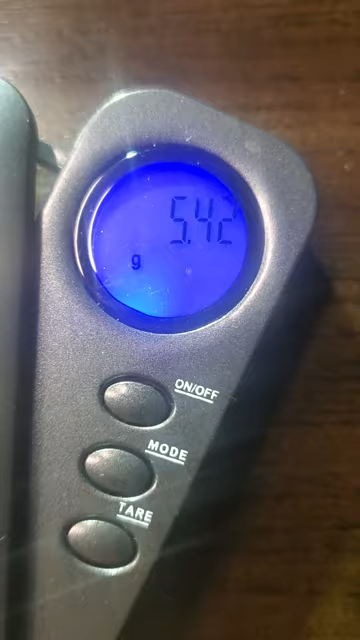 5.42
g
ON/OFF
MODE
TARE